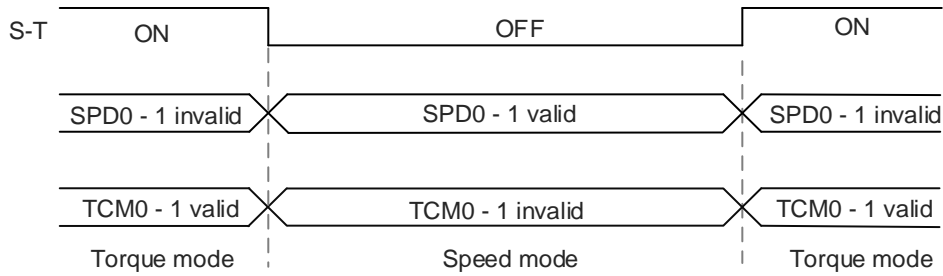 S-T ON OFF ON
SPD0 - 1 invalid SPD0 - 1 valid SPD0 - 1 invalid
TCM0 - 1 valid TCM0 - 1 invalid TCM0 - 1 valid
Torque mode Speed mode Torque mode